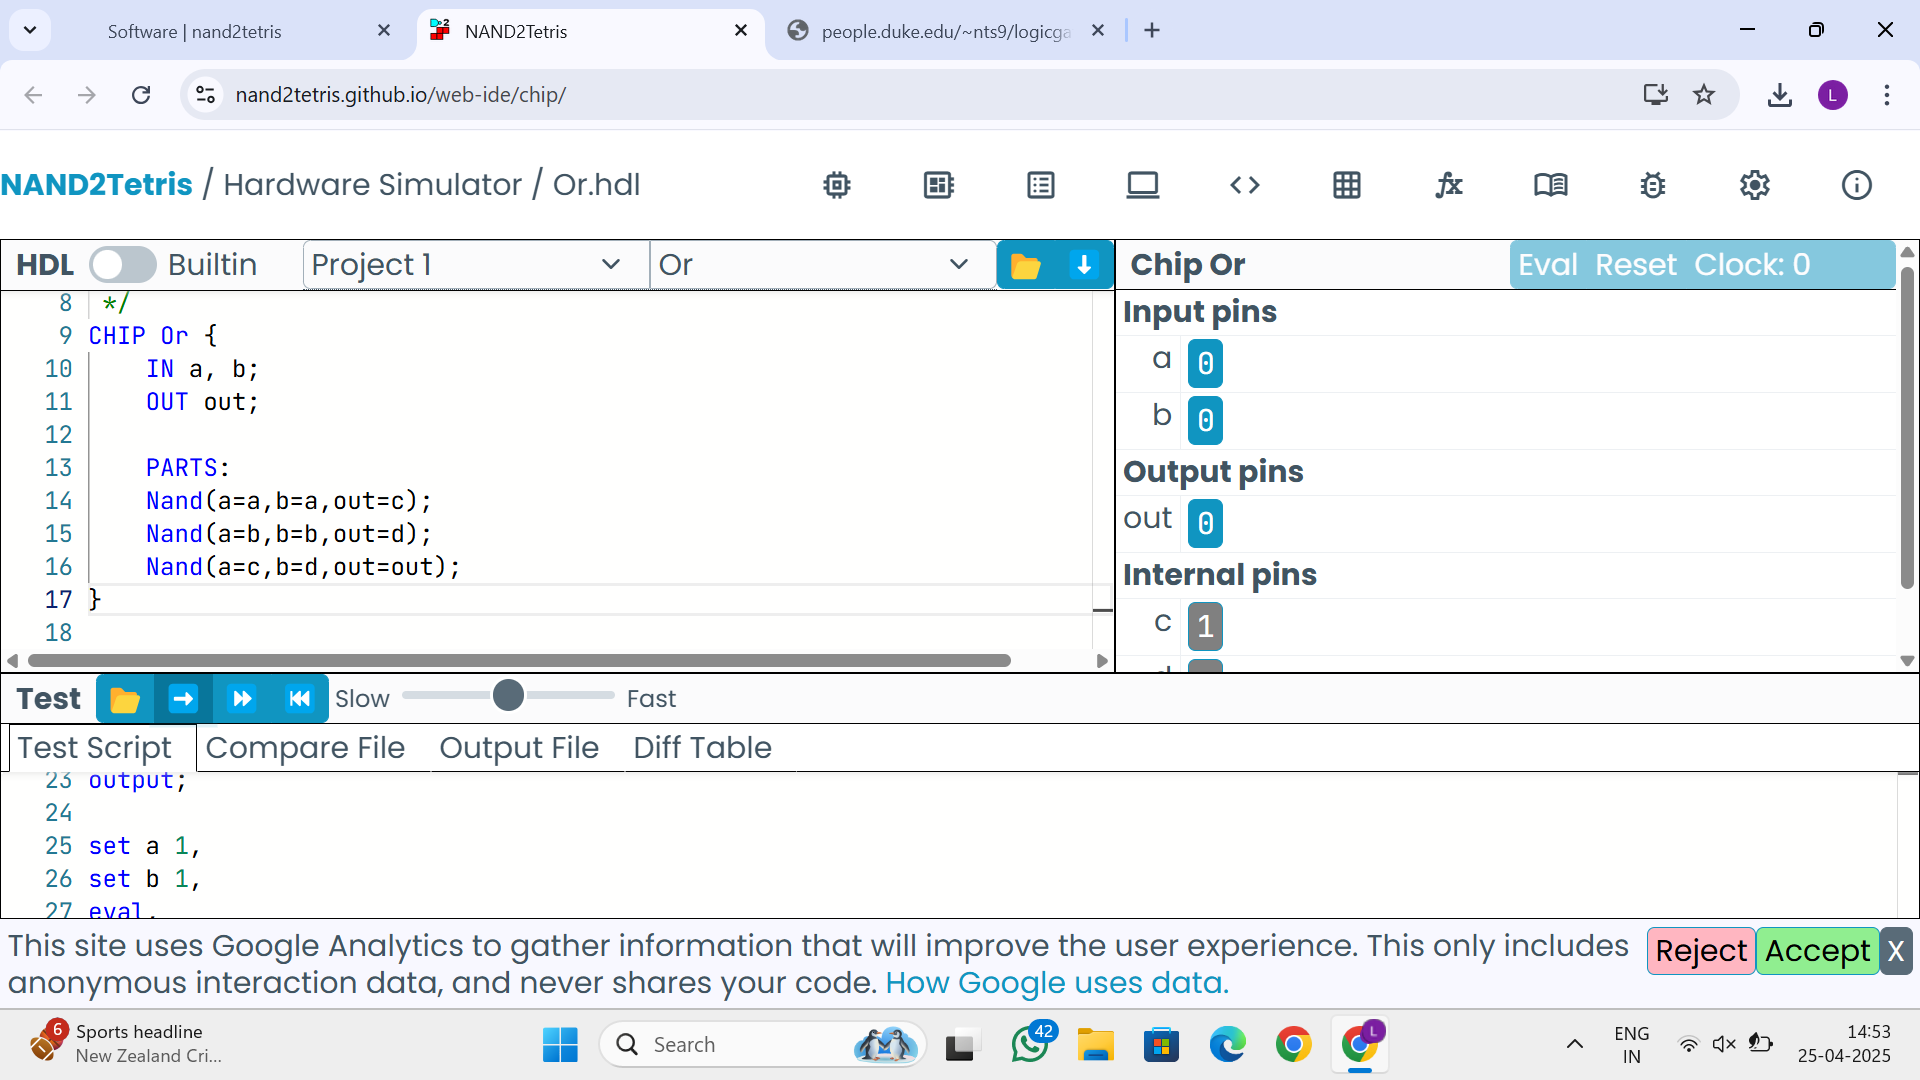 Software | nand2tetris
NAND2Tetris
people.duke.edu/~nts9/logicga
nand2tetris.github.io/web-ide/chip/
L
NAND2Tetris / Hardware Simulator / Or.hdl
HDL Builtin Project 1 Or
8 */
9 CHIP Or {
10 IN a, b;
11 OUT out;
12
13 PARTS:
14 Nand(a=a,b=a,out=c);
15 Nand(a=b,b=b,out=d);
16 Nand(a=c,b=d,out=out);
17 }
18
Chip Or Eval Reset Clock: 0
Input pins
a 0
b 0
Output pins
out 0
Internal pins
c 1
Test Slow Fast
Test Script Compare File Output File Diff Table
23 output;
24
25 set a 1,
26 set b 1,
27 eval,
This site uses Google Analytics to gather information that will improve the user experience. This only includes
anonymous interaction data, and never shares your code. How Google uses data.
Reject Accept X
6 Sports headline
New Zealand Cri...
Search
42
L
ENG
IN
14:53
25-04-2025